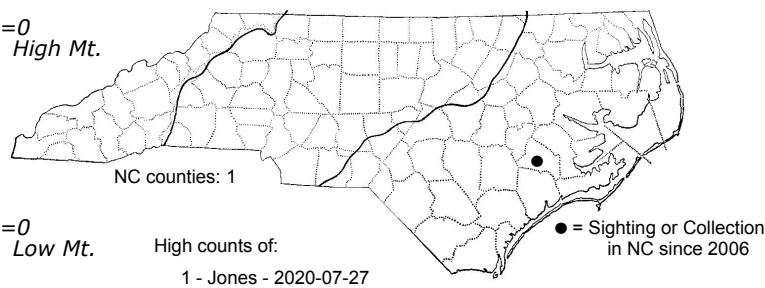 =0
High Mt.
NC counties: 1
=0
Low Mt.
High counts of:
1 - Jones - 2020-07-27
● = Sighting or Collection
in NC since 2006